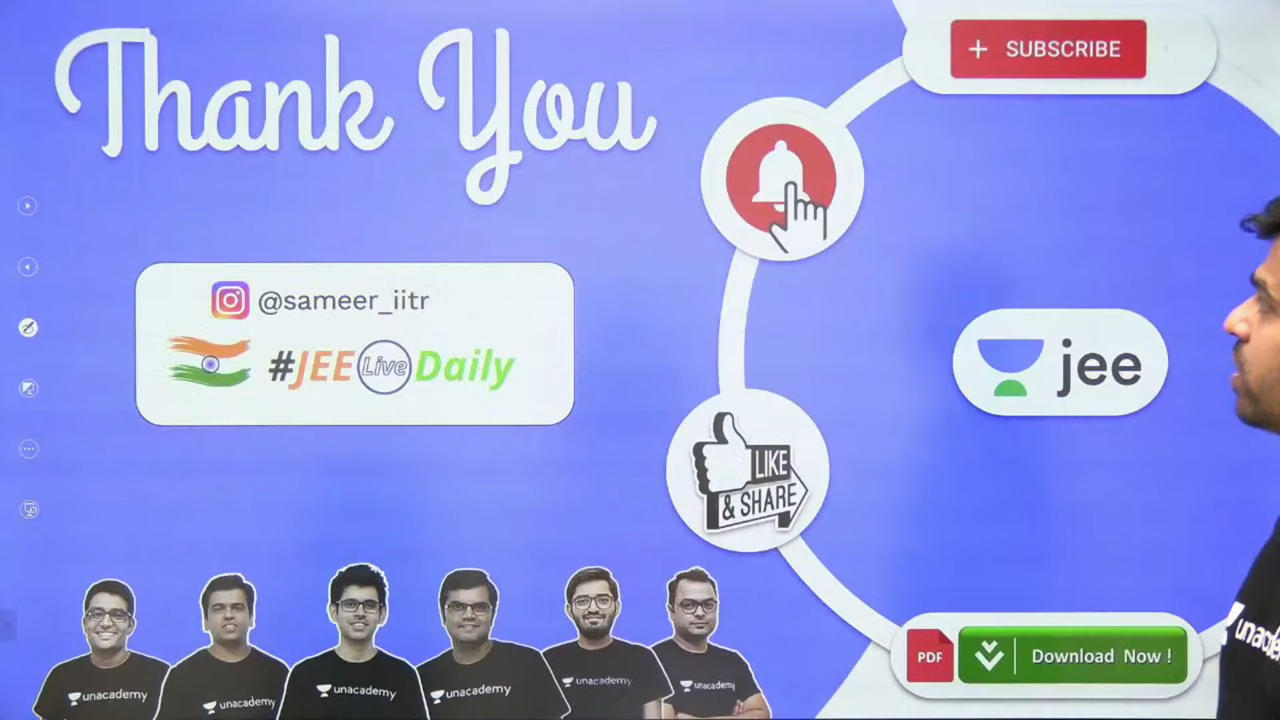 Thank You
+ SUBSCRIBE
@sameer_iitr
#JEE Live Daily
jee
LIKE
& SHARE
unacademy
unacademy
unacademy
unacademy
unacademy
unacademy
PDF
Download Now !